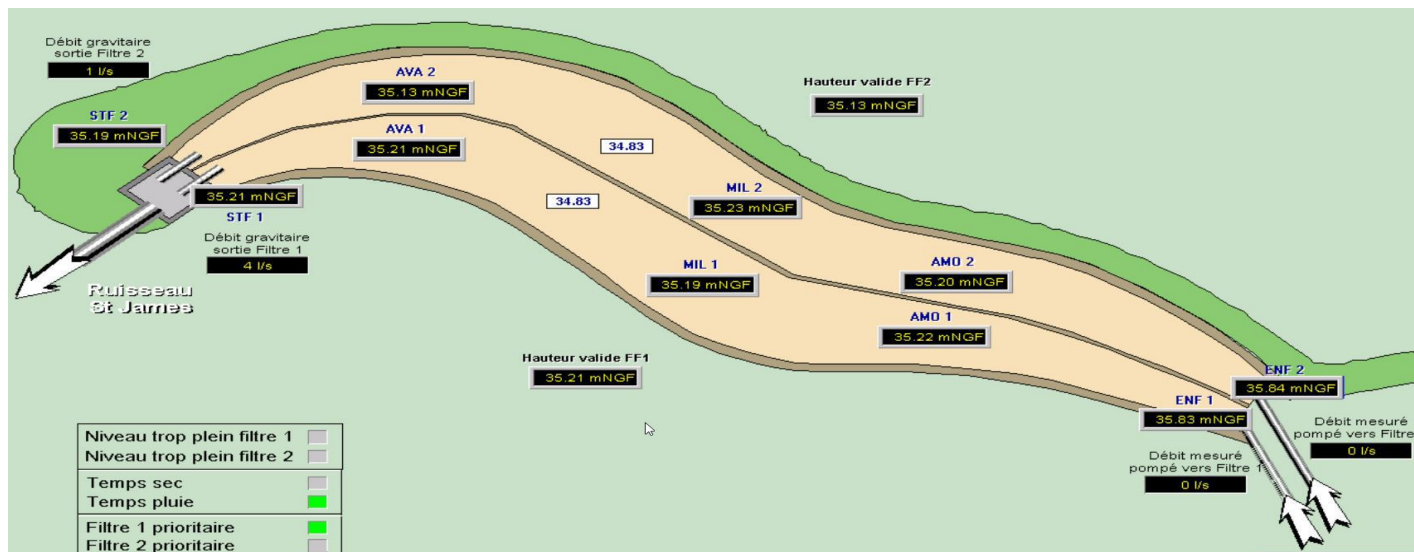 Débit gravitaire
sortie Filtre 2
1 l/s
STF 2
35.19 mNGF
AVA 2
35.13 mNGF
AVA 1
35.21 mNGF
34.83
34.83
Hauteur valide FF2
35.13 mNGF
MIL 2
35.23 mNGF
35.21 mNGF
STF 1
Débit gravitaire
sortie Filtre 1
4 l/s
Ruisseau
St James
MIL 1
35.19 mNGF
AMO 2
35.20 mNGF
AMO 1
35.22 mNGF
Hauteur valide FF1
35.21 mNGF
ENF 2
35.84 mNGF
ENF 1
35.83 mNGF
Débit mesuré
pompé vers Filtre
0 l/s
Débit mesuré
pompé vers Filtre 1
0 l/s
Niveau trop plein filtre 1
Niveau trop plein filtre 2
Temps sec
Temps pluie
Filtre 1 prioritaire
Filtre 2 prioritaire